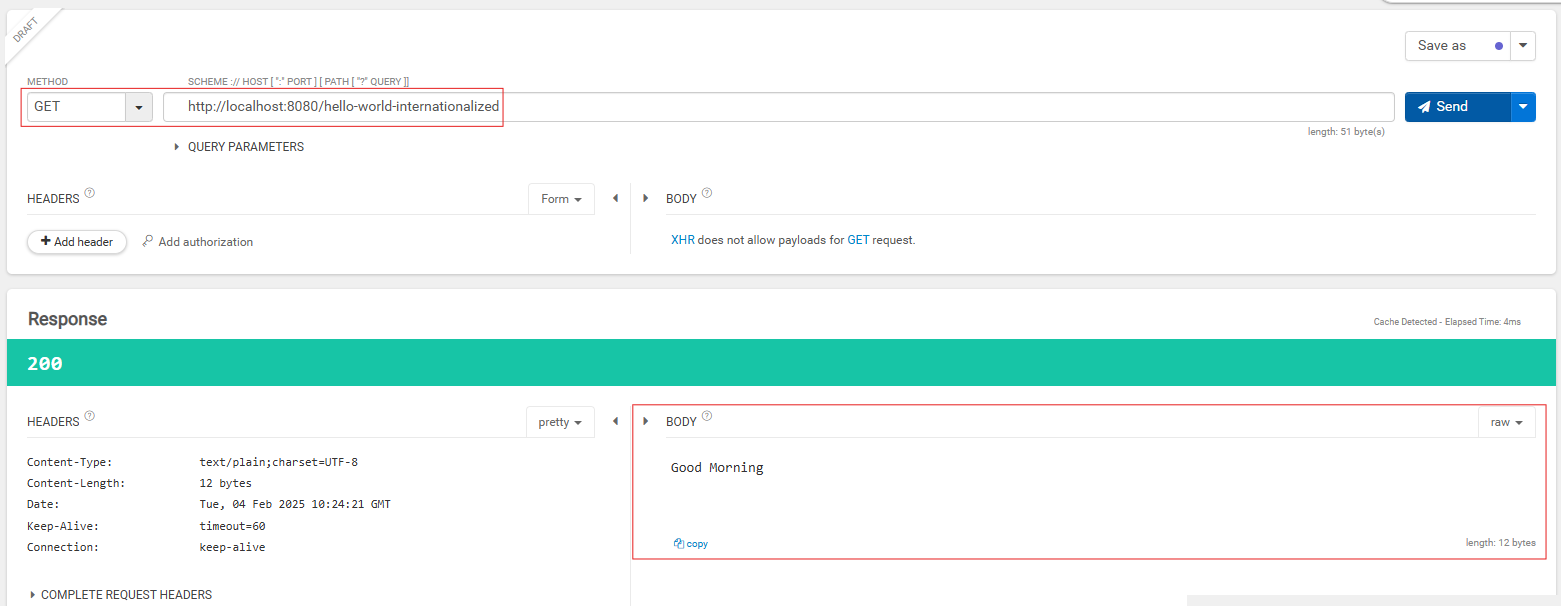 DRAFT
Save as
METHOD
SCHEME :// HOST [ ":" PORT ] [ PATH [ "?" QUERY ]]
GET
http://localhost:8080/hello-world-internationalized
Send
length: 51 byte(s)
QUERY PARAMETERS
HEADERS ?
Form
BODY ?
+ Add header
Add authorization
XHR does not allow payloads for GET request.
Response
Cache Detected - Elapsed Time: 4ms
200
HEADERS ?
pretty
BODY ?
raw
Content-Type: text/plain;charset=UTF-8
Content-Length: 12 bytes
Date: Tue, 04 Feb 2025 10:24:21 GMT
Keep-Alive: timeout=60
Connection: keep-alive
Good Morning
copy
length: 12 bytes
COMPLETE REQUEST HEADERS